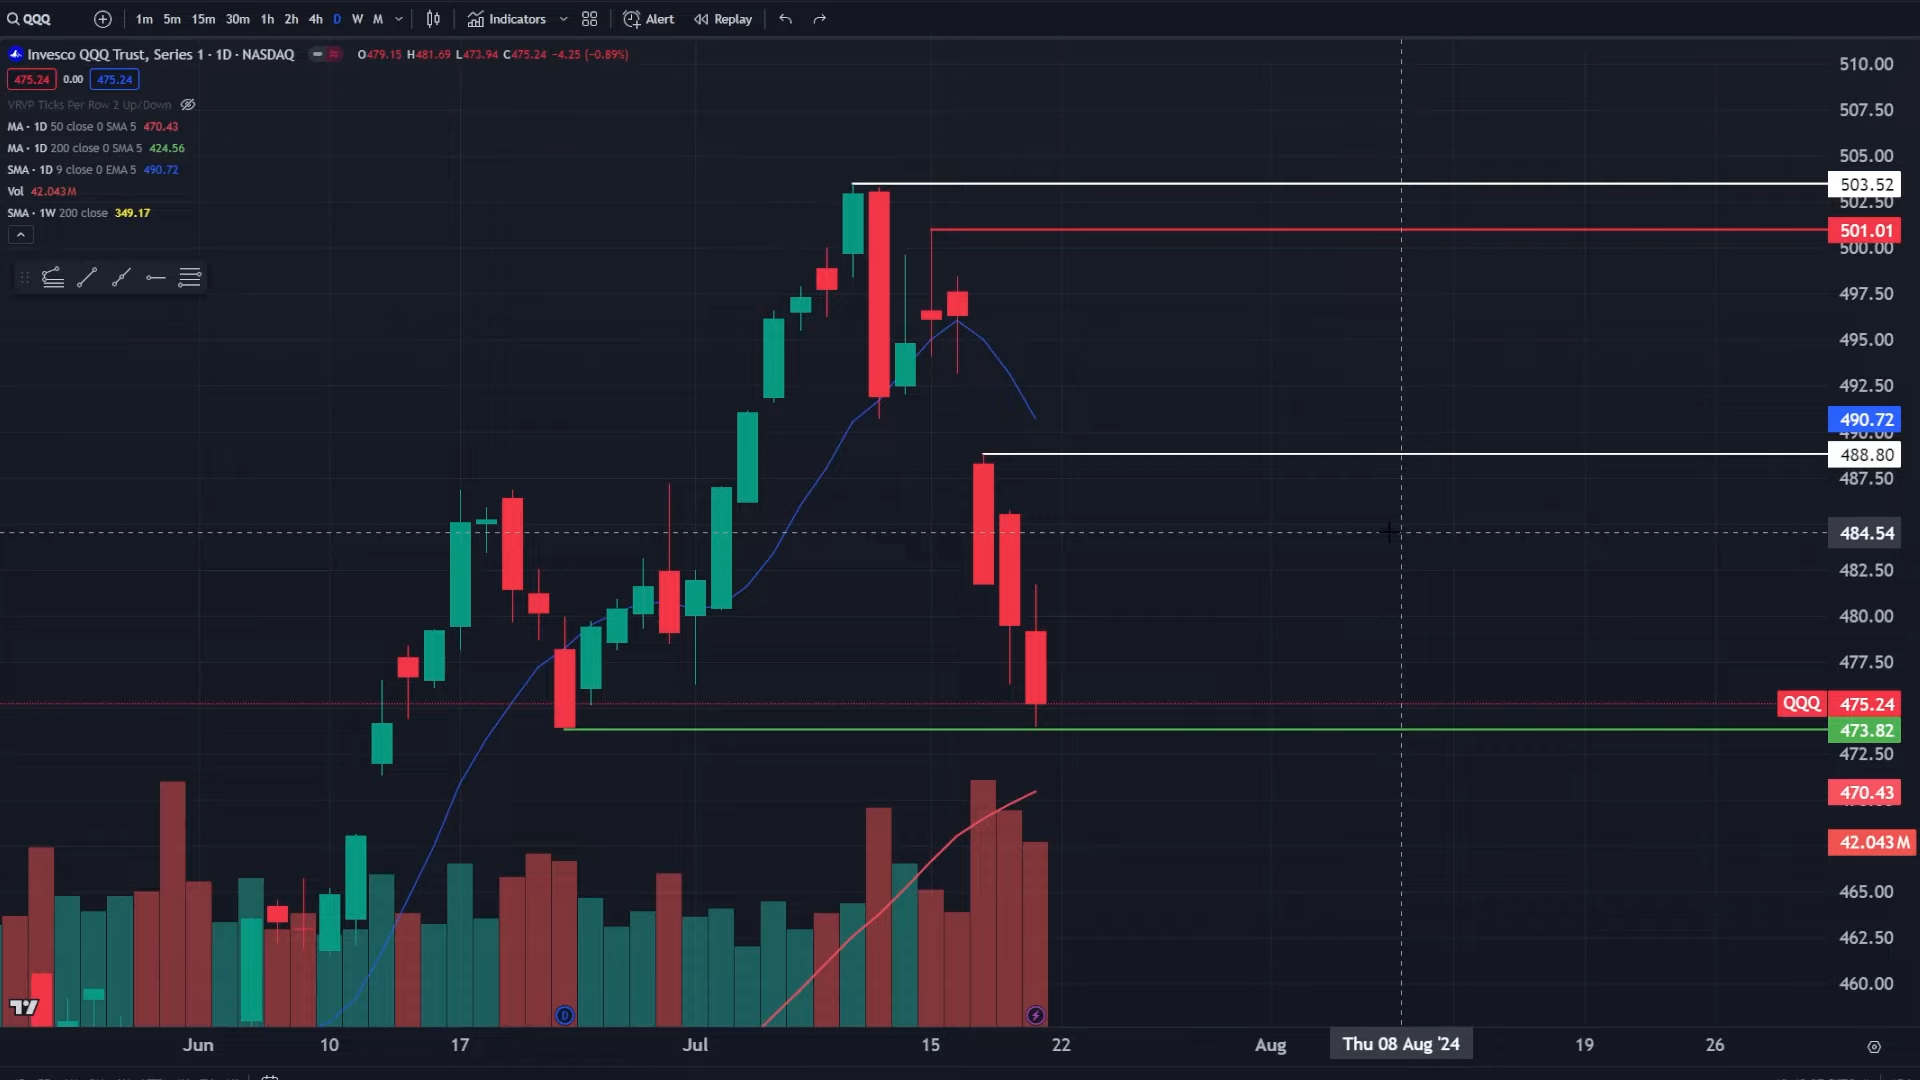 QQQ 1m 5m 15m 30m 1h 2h 4h D W M Indicators Alert Replay
Invesco QQQ Trust, Series 1 · 1D · NASDAQ O479.15 H481.69 L473.94 C475.24 −4.25 (−0.89%)
475.24 0.00 475.24
VRVP Ticks Per Row 2 Up/Down
MA · 1D 50 close 0 SMA 5 470.43
MA · 1D 200 close 0 SMA 5 424.56
SMA · 1D 9 close 0 EMA 5 490.72
Vol 42.043M
SMA · 1W 200 close 349.17
510.00
507.50
505.00
503.52
502.50
501.01
500.00
497.50
495.00
492.50
490.72
490.00
488.80
487.50
484.54
482.50
480.00
477.50
QQQ 475.24
473.82
472.50
470.43
42.043M
465.00
462.50
460.00
D
Jun 10 17 Jul 15 22 Aug Thu 08 Aug '24 19 26